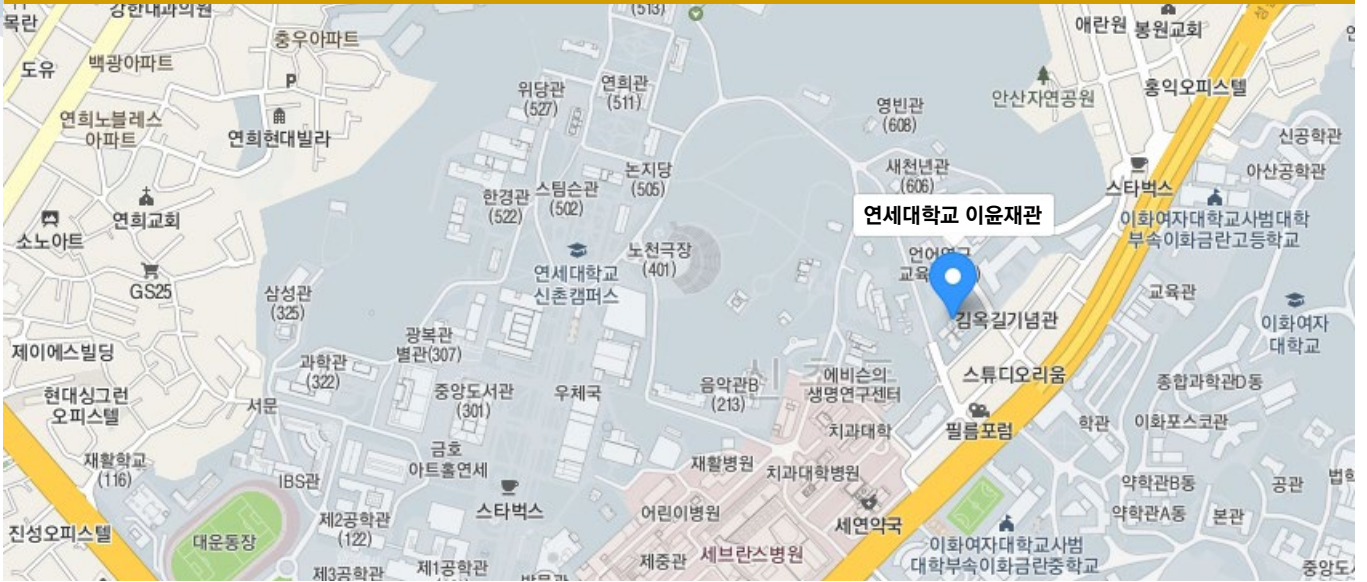 강한내과의원
목란
(513)
충우아파트
애란원
봉원교회
도유
백광아파트
P
위당관
(527)
연희관
(511)
영빈관
(608)
안산자연공원
홍익오피스텔
연희노블레스
아파트
연희현대빌라
신공학관
아산공학관
논지당
(505)
새천년관
(606)
스타벅스
한경관
(522)
스팀슨관
(502)
연세대학교 이윤재관
연희교회
소노아트
이화여자대학교사범대학
부속이화금란고등학교
노천극장
(401)
언어연구
교육
연세대학교
신촌캠퍼스
GS25
삼성관
(325)
교육관
이화여자
대학교
김옥길기념관
광복관
별관(307)
제이에스빌딩
과학관
(322)
스튜디오리움
에비슨의
생명연구센터
음악관B
(213)
종합과학관D동
현대싱그런
오피스텔
서문
중앙도서관
(301)
우체국
치과대학
필름포럼
학관
이화포스코관
금호
아트홀연세
재활학교
(116)
IBS관
재활병원
치과대학병원
약학관B동
공관
스타벅스
어린이병원
세연약국
약학관A동
본관
진성오피스텔
대운동장
제2공학관
(122)
제중관
세브란스병원
이화여자대학교사범
대학부속이화금란중학교
제3공학관
제1공학관